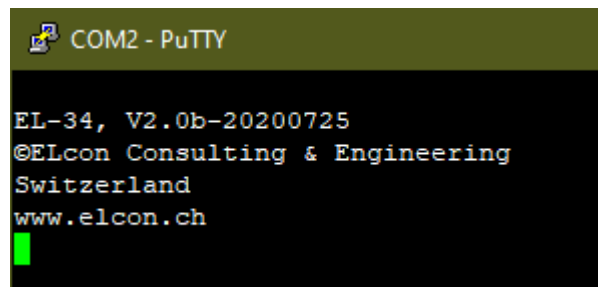 COM2 - PuTTY
EL-34, V2.0b-20200725
©ELcon Consulting & Engineering
Switzerland
www.elcon.ch